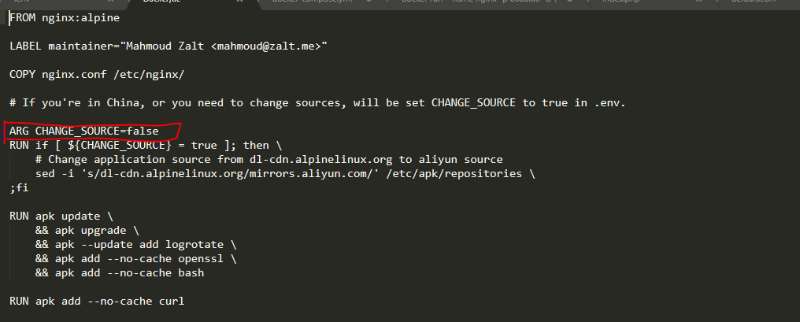 FROM nginx:alpine
LABEL maintainer="Mahmoud Zalt <mahmoud@zalt.me>"
COPY nginx.conf /etc/nginx/
# If you're in China, or you need to change sources, will be set CHANGE_SOURCE to true in .env.
ARG CHANGE_SOURCE=false
RUN if [ ${CHANGE_SOURCE} = true ]; then \
    # Change application source from dl-cdn.alpinelinux.org to aliyun source
    sed -i 's/dl-cdn.alpinelinux.org/mirrors.aliyun.com/' /etc/apk/repositories \
;fi
RUN apk update \
    && apk upgrade \
    && apk --update add logrotate \
    && apk add --no-cache openssl \
    && apk add --no-cache bash
RUN apk add --no-cache curl